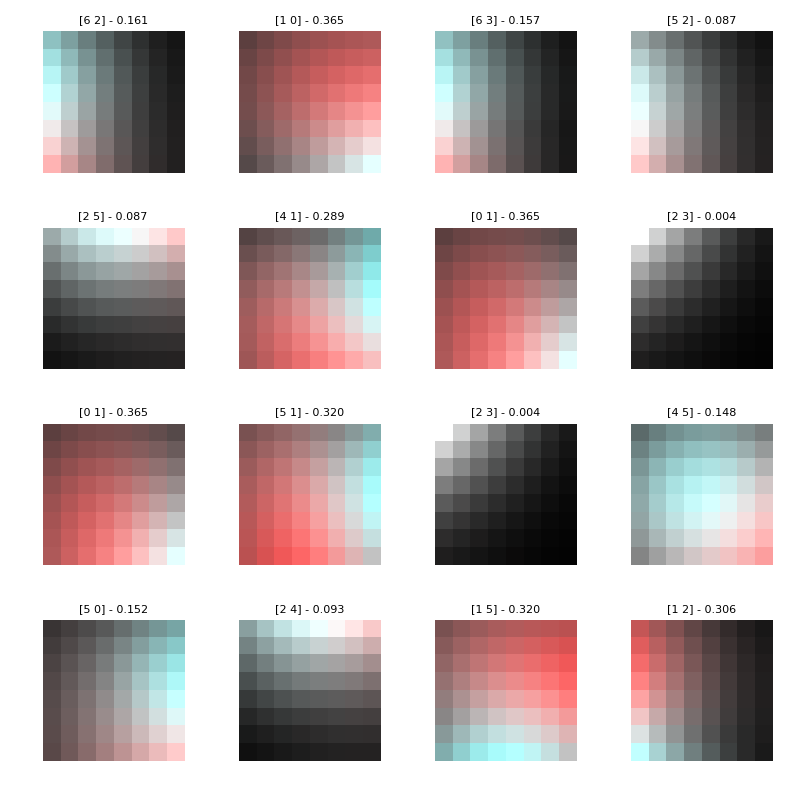 [6 2] - 0.161 [1 0] - 0.365 [6 3] - 0.157 [5 2] - 0.087
[2 5] - 0.087 [4 1] - 0.289 [0 1] - 0.365 [2 3] - 0.004
[0 1] - 0.365 [5 1] - 0.320 [2 3] - 0.004 [4 5] - 0.148
[5 0] - 0.152 [2 4] - 0.093 [1 5] - 0.320 [1 2] - 0.306